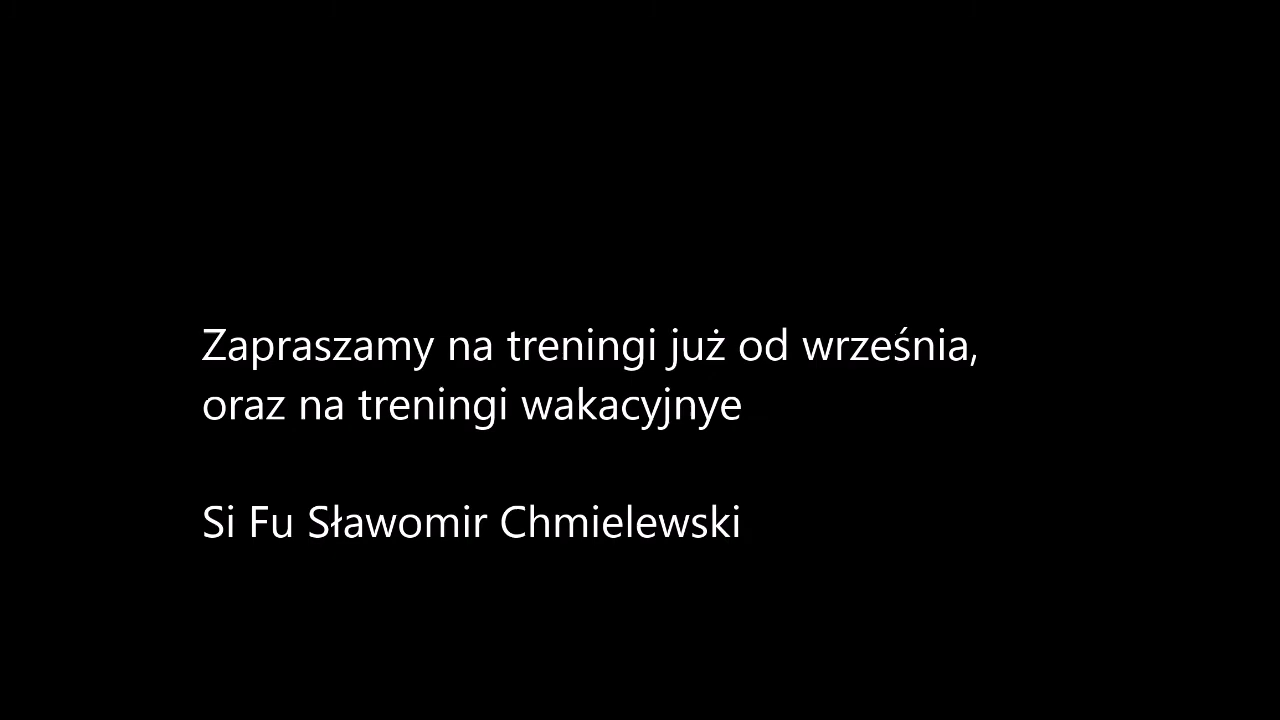 Zapraszamy na treningi już od września,
oraz na treningi wakacyjnye
Si Fu Sławomir Chmielewski